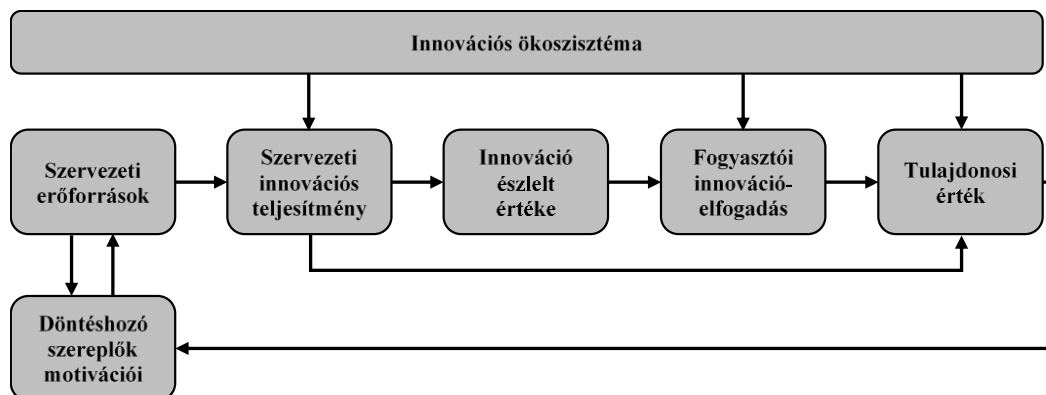 Innovációs ökoszisztéma
Szervezeti
erőforrások
Szervezeti
innovációs
teljesítmény
Innováció
észlelt
értéke
Fogyasztói
innováció-
elfogadás
Tulajdonosi
érték
Döntéshozó
szereplők
motivációi